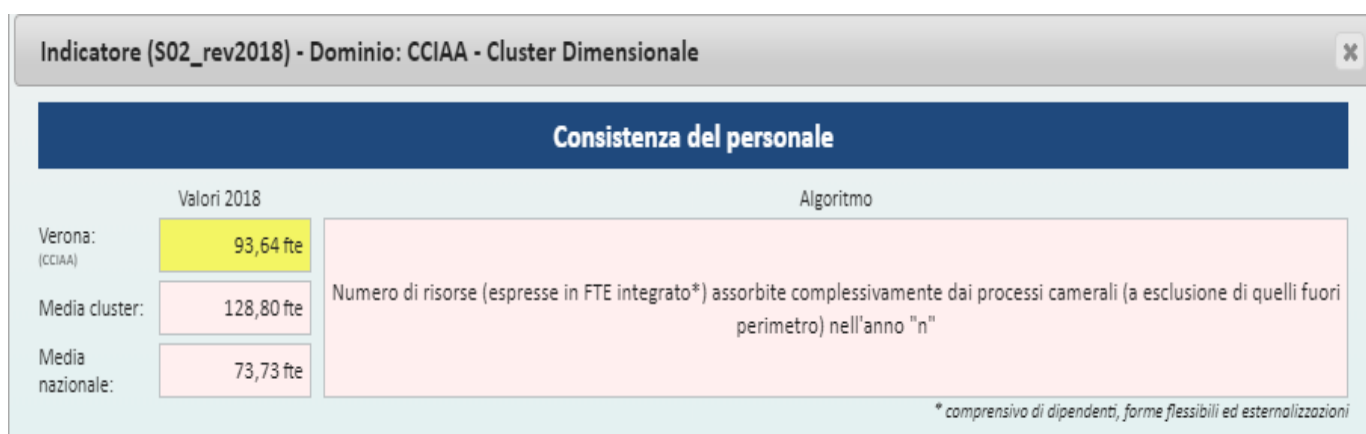 Indicatore (S02_rev2018) - Dominio: CCIAA - Cluster Dimensionale
Consistenza del personale
Valori 2018
Algoritmo
Verona:
(CCIAA)
93,64 fte
Media cluster:
128,80 fte
Media
nazionale:
73,73 fte
Numero di risorse (espresse in FTE integrato*) assorbite complessivamente dai processi camerali (a esclusione di quelli fuori
perimetro) nell'anno "n"
* comprensivo di dipendenti, forme flessibili ed esternalizzazioni